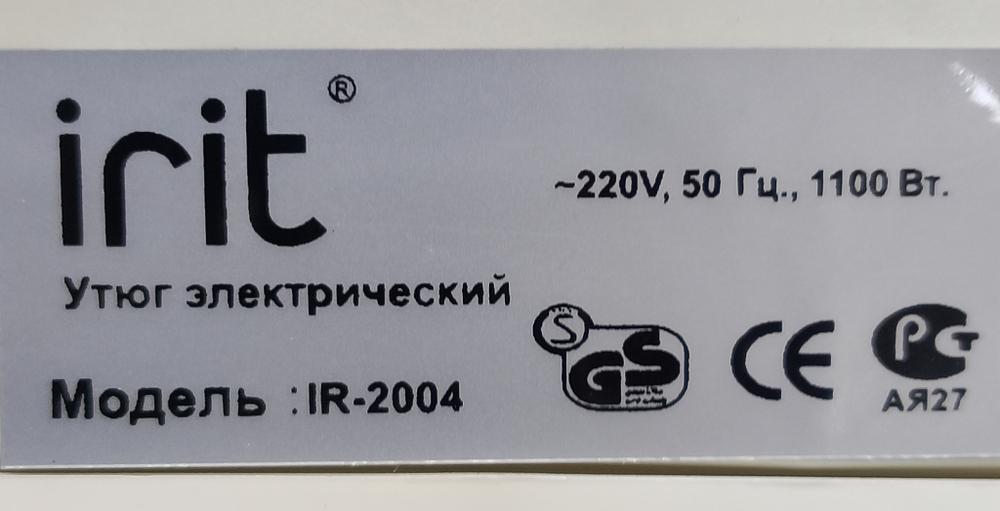 irit®
~220V, 50 Гц., 1100 Вт.
Утюг электрический
Модель :IR-2004
S
GS
CE
РСТ
АЯ27